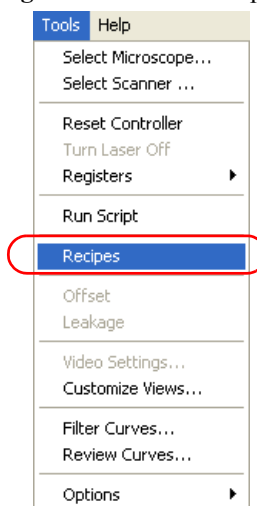 Tools Help
Select Microscope...
Select Scanner ...
Reset Controller
Turn Laser Off
Registers
Run Script
Recipes
Offset
Leakage
Video Settings...
Customize Views...
Filter Curves...
Review Curves...
Options